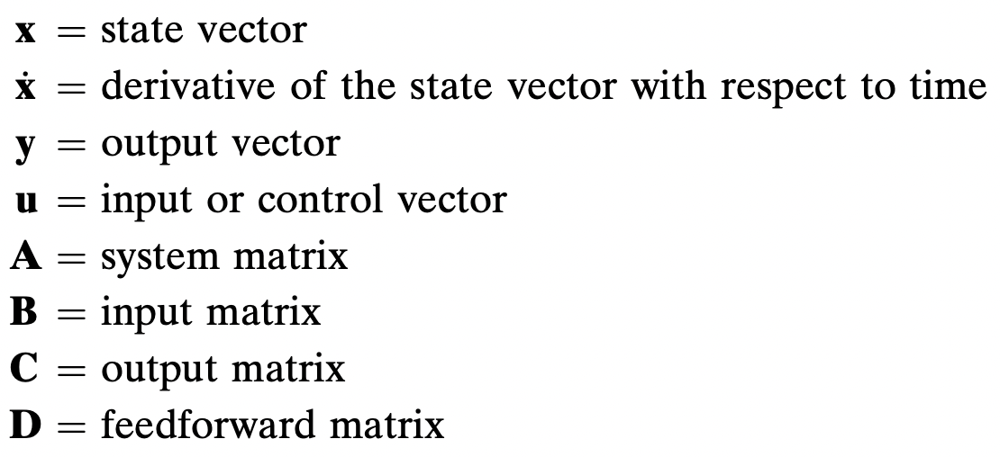 x = state vector
ẋ = derivative of the state vector with respect to time
y = output vector
u = input or control vector
A = system matrix
B = input matrix
C = output matrix
D = feedforward matrix